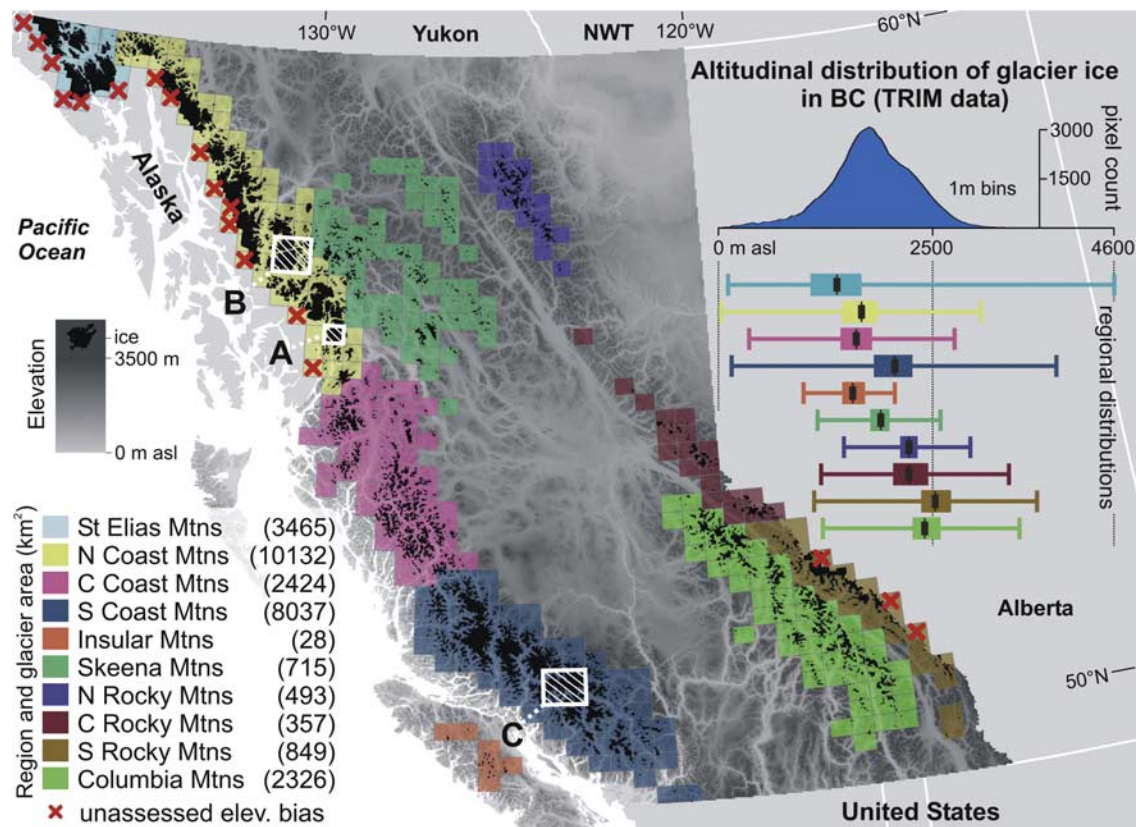 130°W
Yukon
NWT
120°W
60°N
Altitudinal distribution of glacier ice
in BC (TRIM data)
3000
1500
pixel count
1m bins
0 m asl
2500
4600
regional distributions
Alaska
Pacific
Ocean
B
A
C
Elevation
ice
3500 m
0 m asl
Region and glacier area (km²)
St Elias Mtns (3465)
N Coast Mtns (10132)
C Coast Mtns (2424)
S Coast Mtns (8037)
Insular Mtns (28)
Skeena Mtns (715)
N Rocky Mtns (493)
C Rocky Mtns (357)
S Rocky Mtns (849)
Columbia Mtns (2326)
unassessed elev. bias
Alberta
50°N
United States